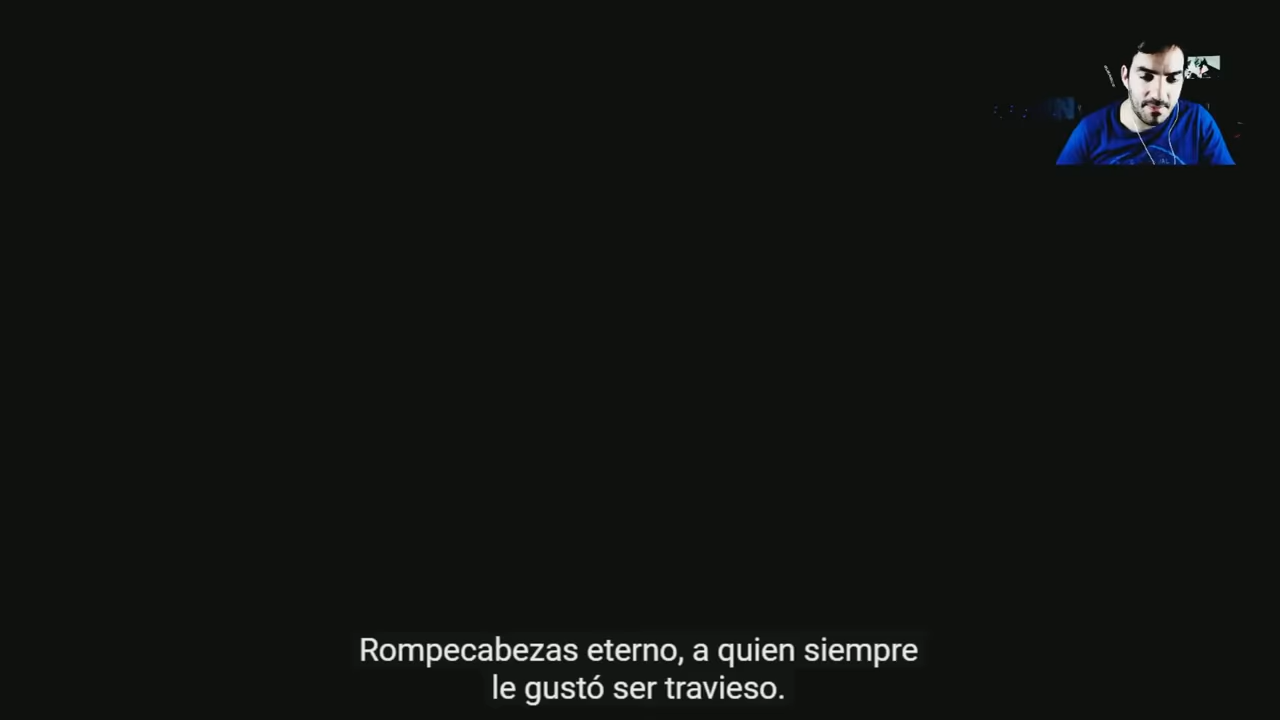 Rompecabezas eterno, a quien siempre
le gustó ser travieso.